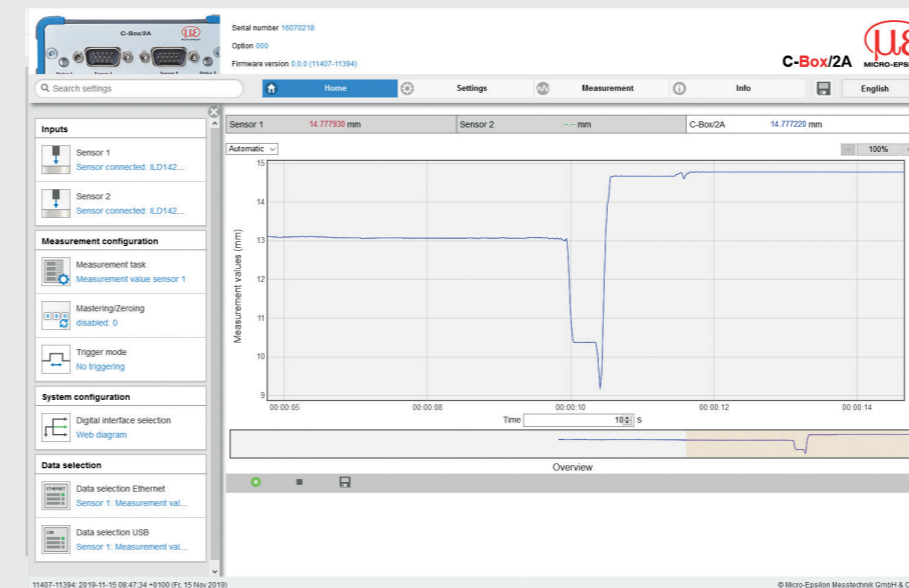 C-Box/2A
Serial number 16070218
Option 000
Firmware version 0.0.0 (11407-11394)
C-Box/2A
MICRO-EPSI
Search settings
Home
Settings
Measurement
Info
English
Inputs
Sensor 1
Sensor connected: ILD142...
Sensor 2
Sensor connected: ILD142...
Measurement configuration
Measurement task
Measurement value sensor 1
Mastering/Zeroing
disabled: 0
Trigger mode
No triggering
System configuration
Digital interface selection
Web diagram
Data selection
ETHERNET
Data selection Ethernet
Sensor 1: Measurement val...
USB
Data selection USB
Sensor 1: Measurement val...
Sensor 1 14.777930 mm
Sensor 2 -.-- mm
C-Box/2A 14.777220 mm
Automatic
- 100%
Measurement values (mm)
15
14
13
12
11
10
9
00:00:05 00:00:08 00:00:10 00:00:12 00:00:14
Time 10 S
Overview
11407-11394; 2019-11-15 08:47:34 +0100 (Fr, 15 Nov 2019)
© Micro-Epsilon Messtechnik GmbH & C